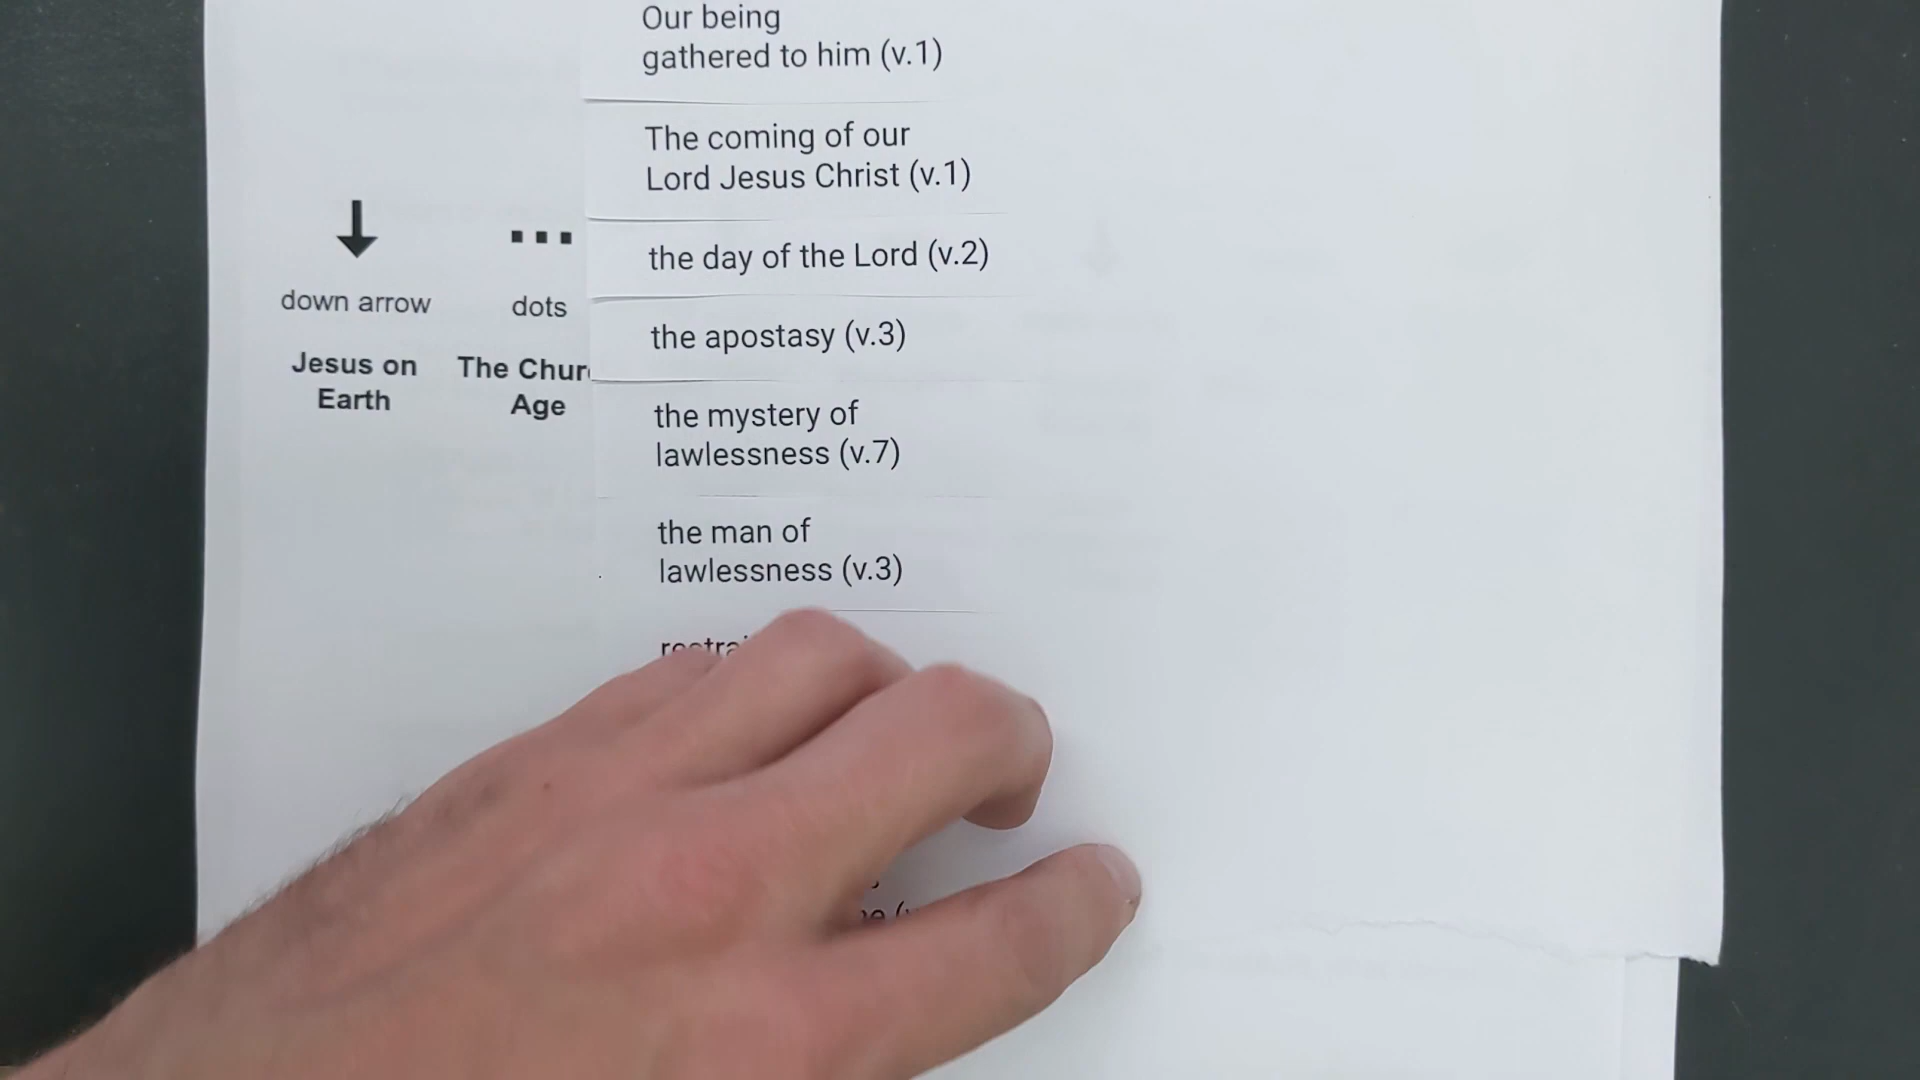 Our being
gathered to him (v.1)
The coming of our
Lord Jesus Christ (v.1)
the day of the Lord (v.2)
the apostasy (v.3)
the mystery of
lawlessness (v.7)
the man of
lawlessness (v.3)
down arrow
Jesus on
Earth
dots
The
Age